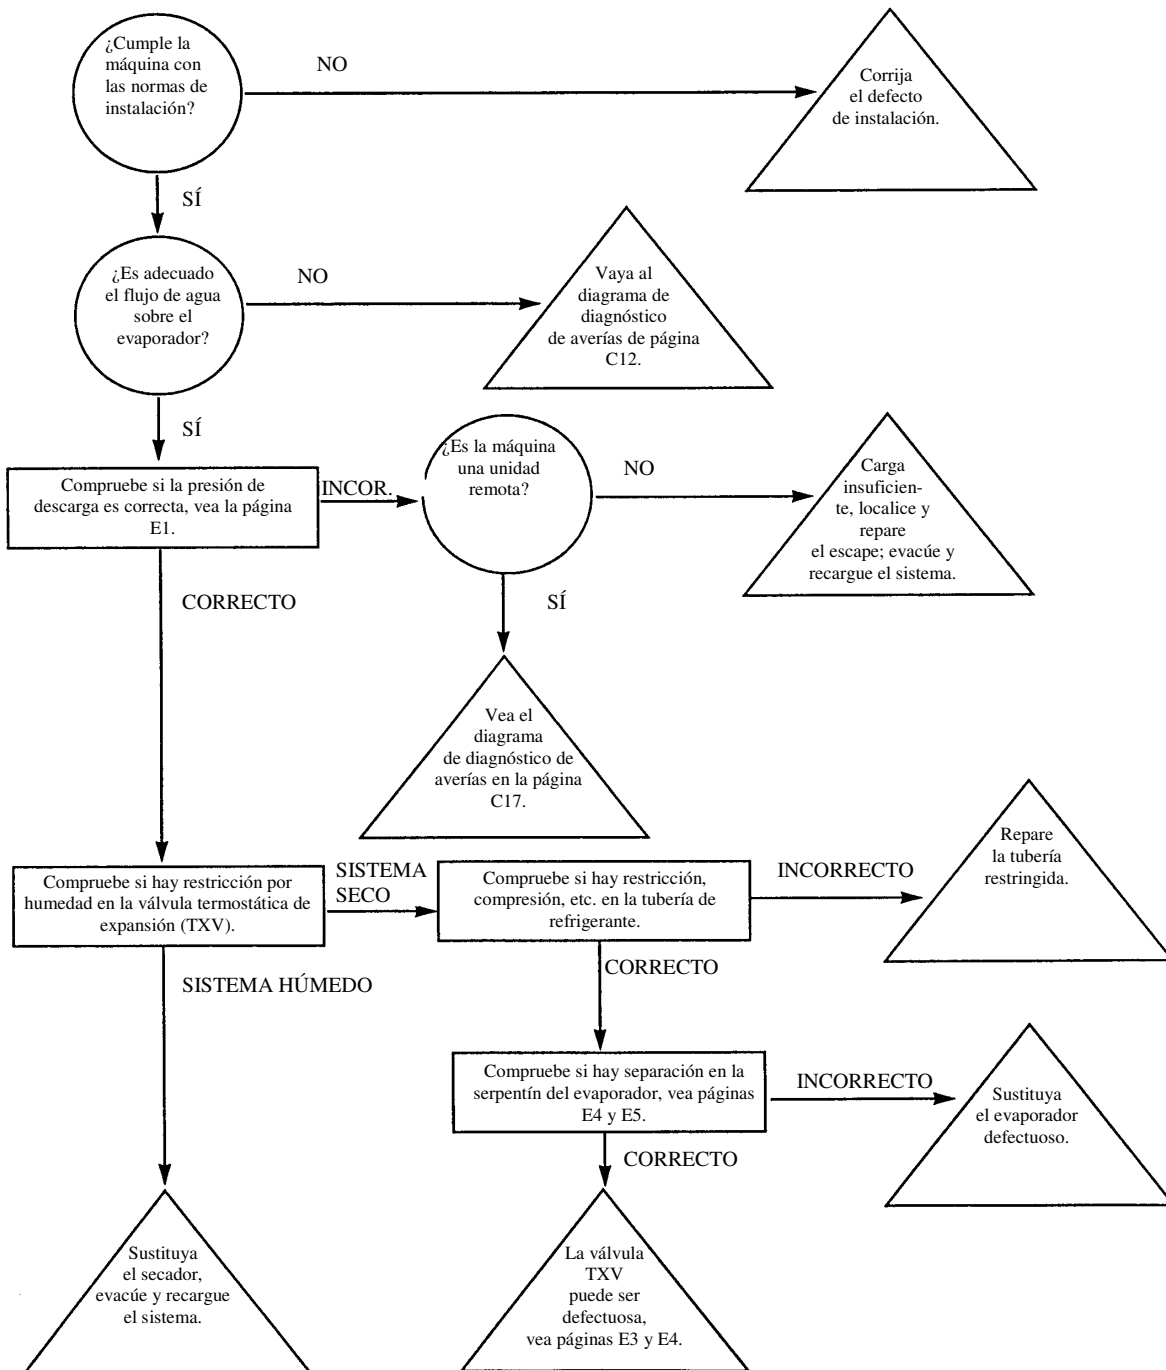 ¿Cumple la
máquina con
las normas de
instalación?
NO
Corrija
el defecto
de instalación.
SÍ
¿Es adecuado
el flujo de agua
sobre el
evaporador?
NO
Vaya al
diagrama de
diagnóstico
de averías de página
C12.
SÍ
Compruebe si la presión de
descarga es correcta, vea la página
E1.
INCOR.
¿Es la máquina
una unidad
remota?
NO
Carga
insuficien-
te, localice y
repare
el escape; evacúe y
recargue el sistema.
CORRECTO
SÍ
Vea el
diagrama
de diagnóstico de
averías en la página
C17.
Compruebe si hay restricción por
humedad en la válvula termostática de
expansión (TXV).
SISTEMA
SECO
Compruebe si hay restricción,
compresión, etc. en la tubería de
refrigerante.
INCORRECTO
Repare
la tubería
restringida.
SISTEMA HÚMEDO
CORRECTO
Compruebe si hay separación en la
serpentín del evaporador, vea páginas
E4 y E5.
INCORRECTO
Sustituya
el evaporador
defectuoso.
CORRECTO
Sustituya
el secador,
evacúe y recargue
el sistema.
La válvula
TXV
puede ser
defectuosa,
vea páginas E3 y E4.